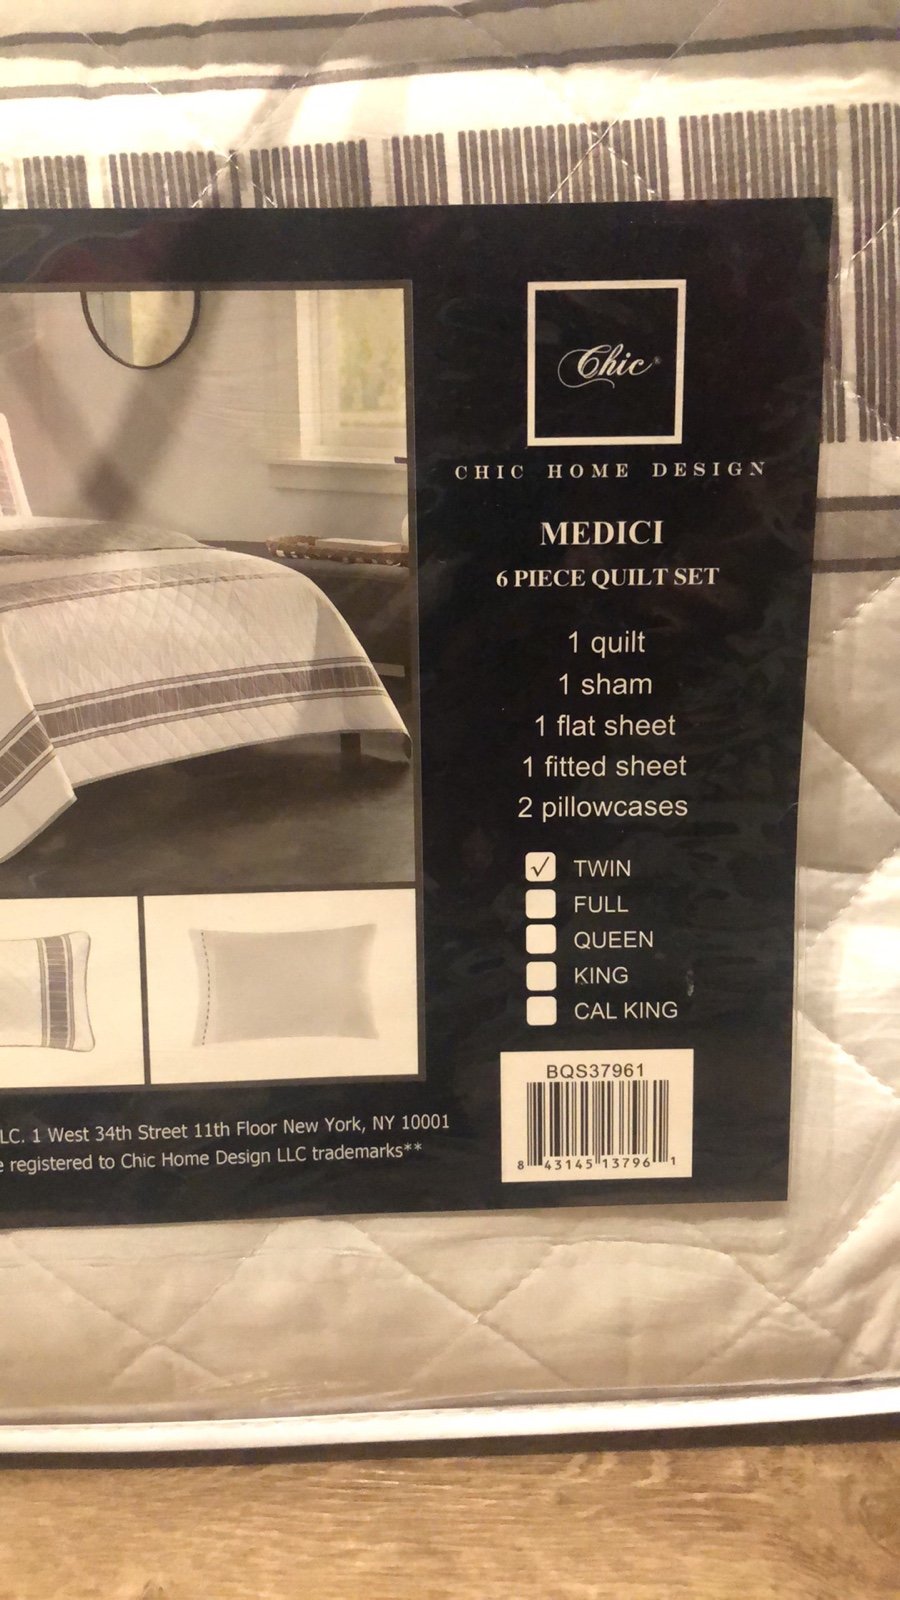 Chic®
CHIC HOME DESIGN
MEDICI
6 PIECE QUILT SET
1 quilt
1 sham
1 flat sheet
1 fitted sheet
2 pillowcases
√ TWIN
FULL
QUEEN
KING
CAL KING
BQS37961
8 43145 13796 1
LC. 1 West 34th Street 11th Floor New York, NY 10001
e registered to Chic Home Design LLC trademarks**